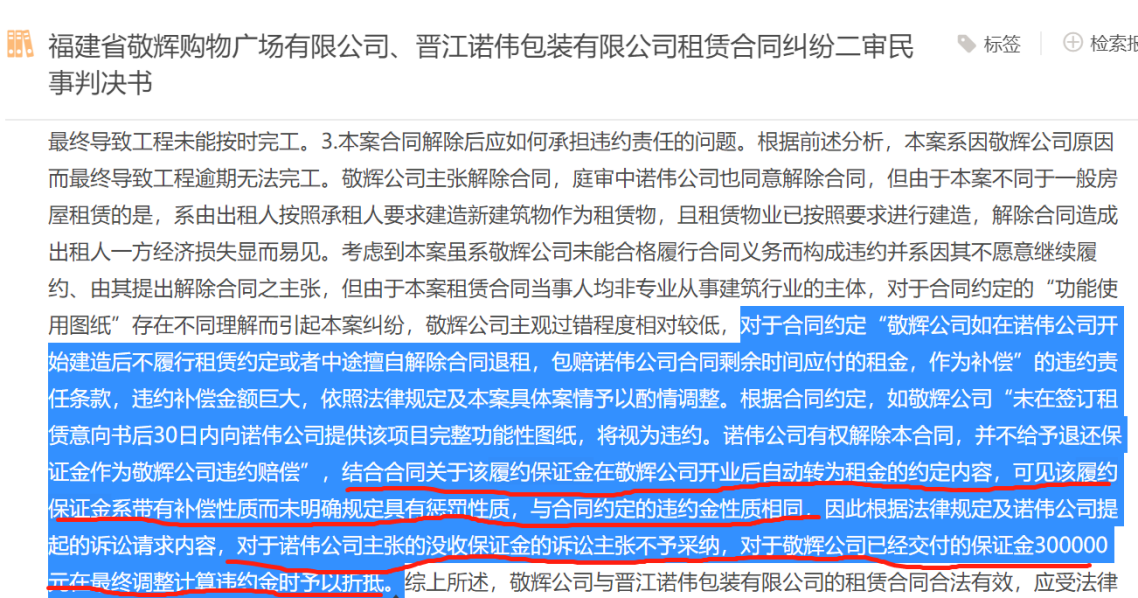 福建省敬辉购物广场有限公司、晋江诺伟包装有限公司租赁合同纠纷二审民
事判决书
标签
检索报
最终导致工程未能按时完工。3.本案合同解除后应如何承担违约责任的问题。根据前述分析，本案系因敬辉公司原因
而最终导致工程逾期无法完工。敬辉公司主张解除合同，庭审中诺伟公司也同意解除合同，但由于本案不同于一般房
屋租赁的是，系由出租人按照承租人要求建造新建筑物作为租赁物，且租赁物业已按照要求进行建造，解除合同造成
出租人一方经济损失显而易见。考虑到本案虽系敬辉公司未能合格履行合同义务而构成违约并系因其不愿意继续履
约、由其提出解除合同之主张，但由于本案租赁合同当事人均非专业从事建筑行业的主体，对于合同约定的“功能使
用图纸”存在不同理解而引起本案纠纷，敬辉公司主观过错程度相对较低，对于合同约定“敬辉公司如在诺伟公司开
始建造后不履行租赁约定或者中途擅自解除合同退租，包赔诺伟公司合同剩余时间应付的租金，作为补偿”的违约责
任条款，违约补偿金额巨大，依照法律规定及本案具体案情予以酌情调整。根据合同约定，如敬辉公司“未在签订租
赁意向书后30日内向诺伟公司提供该项目完整功能性图纸，将视为违约。诺伟公司有权解除本合同，并不给予退还保
证金作为敬辉公司违约赔偿”，结合合同关于该履约保证金在敬辉公司开业后自动转为租金的约定内容，可见该履约
保证金系带有补偿性质而未明确规定具有惩罚性质，与合同约定的违约金性质相同，因此根据法律规定及诺伟公司提
起的诉讼请求内容，对于诺伟公司主张的没收保证金的诉讼主张不予采纳，对于敬辉公司已经交付的保证金300000
元在最终调整计算违约金时予以折抵。综上所述，敬辉公司与晋江诺伟包装有限公司的租赁合同合法有效，应受法律